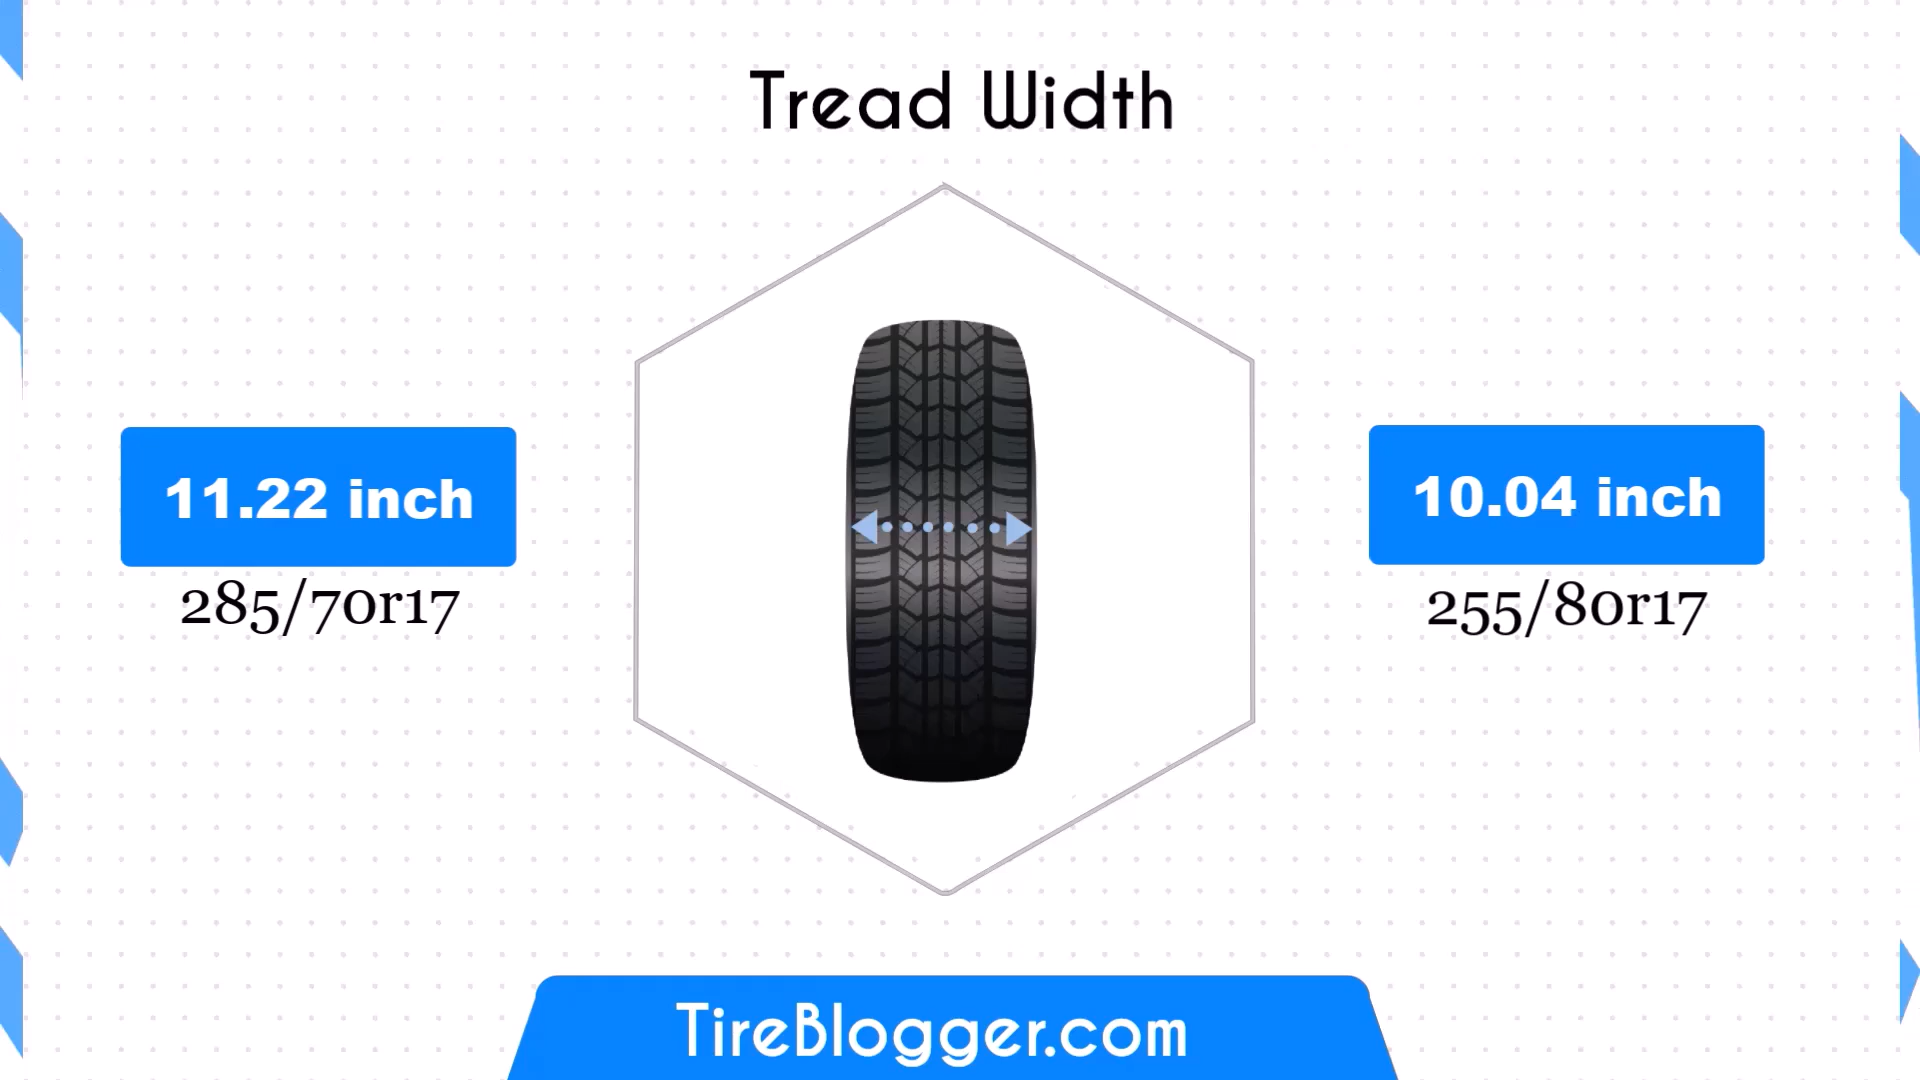 Tread Width
11.22 inch
285/70r17
10.04 inch
255/80r17
TireBlogger.com